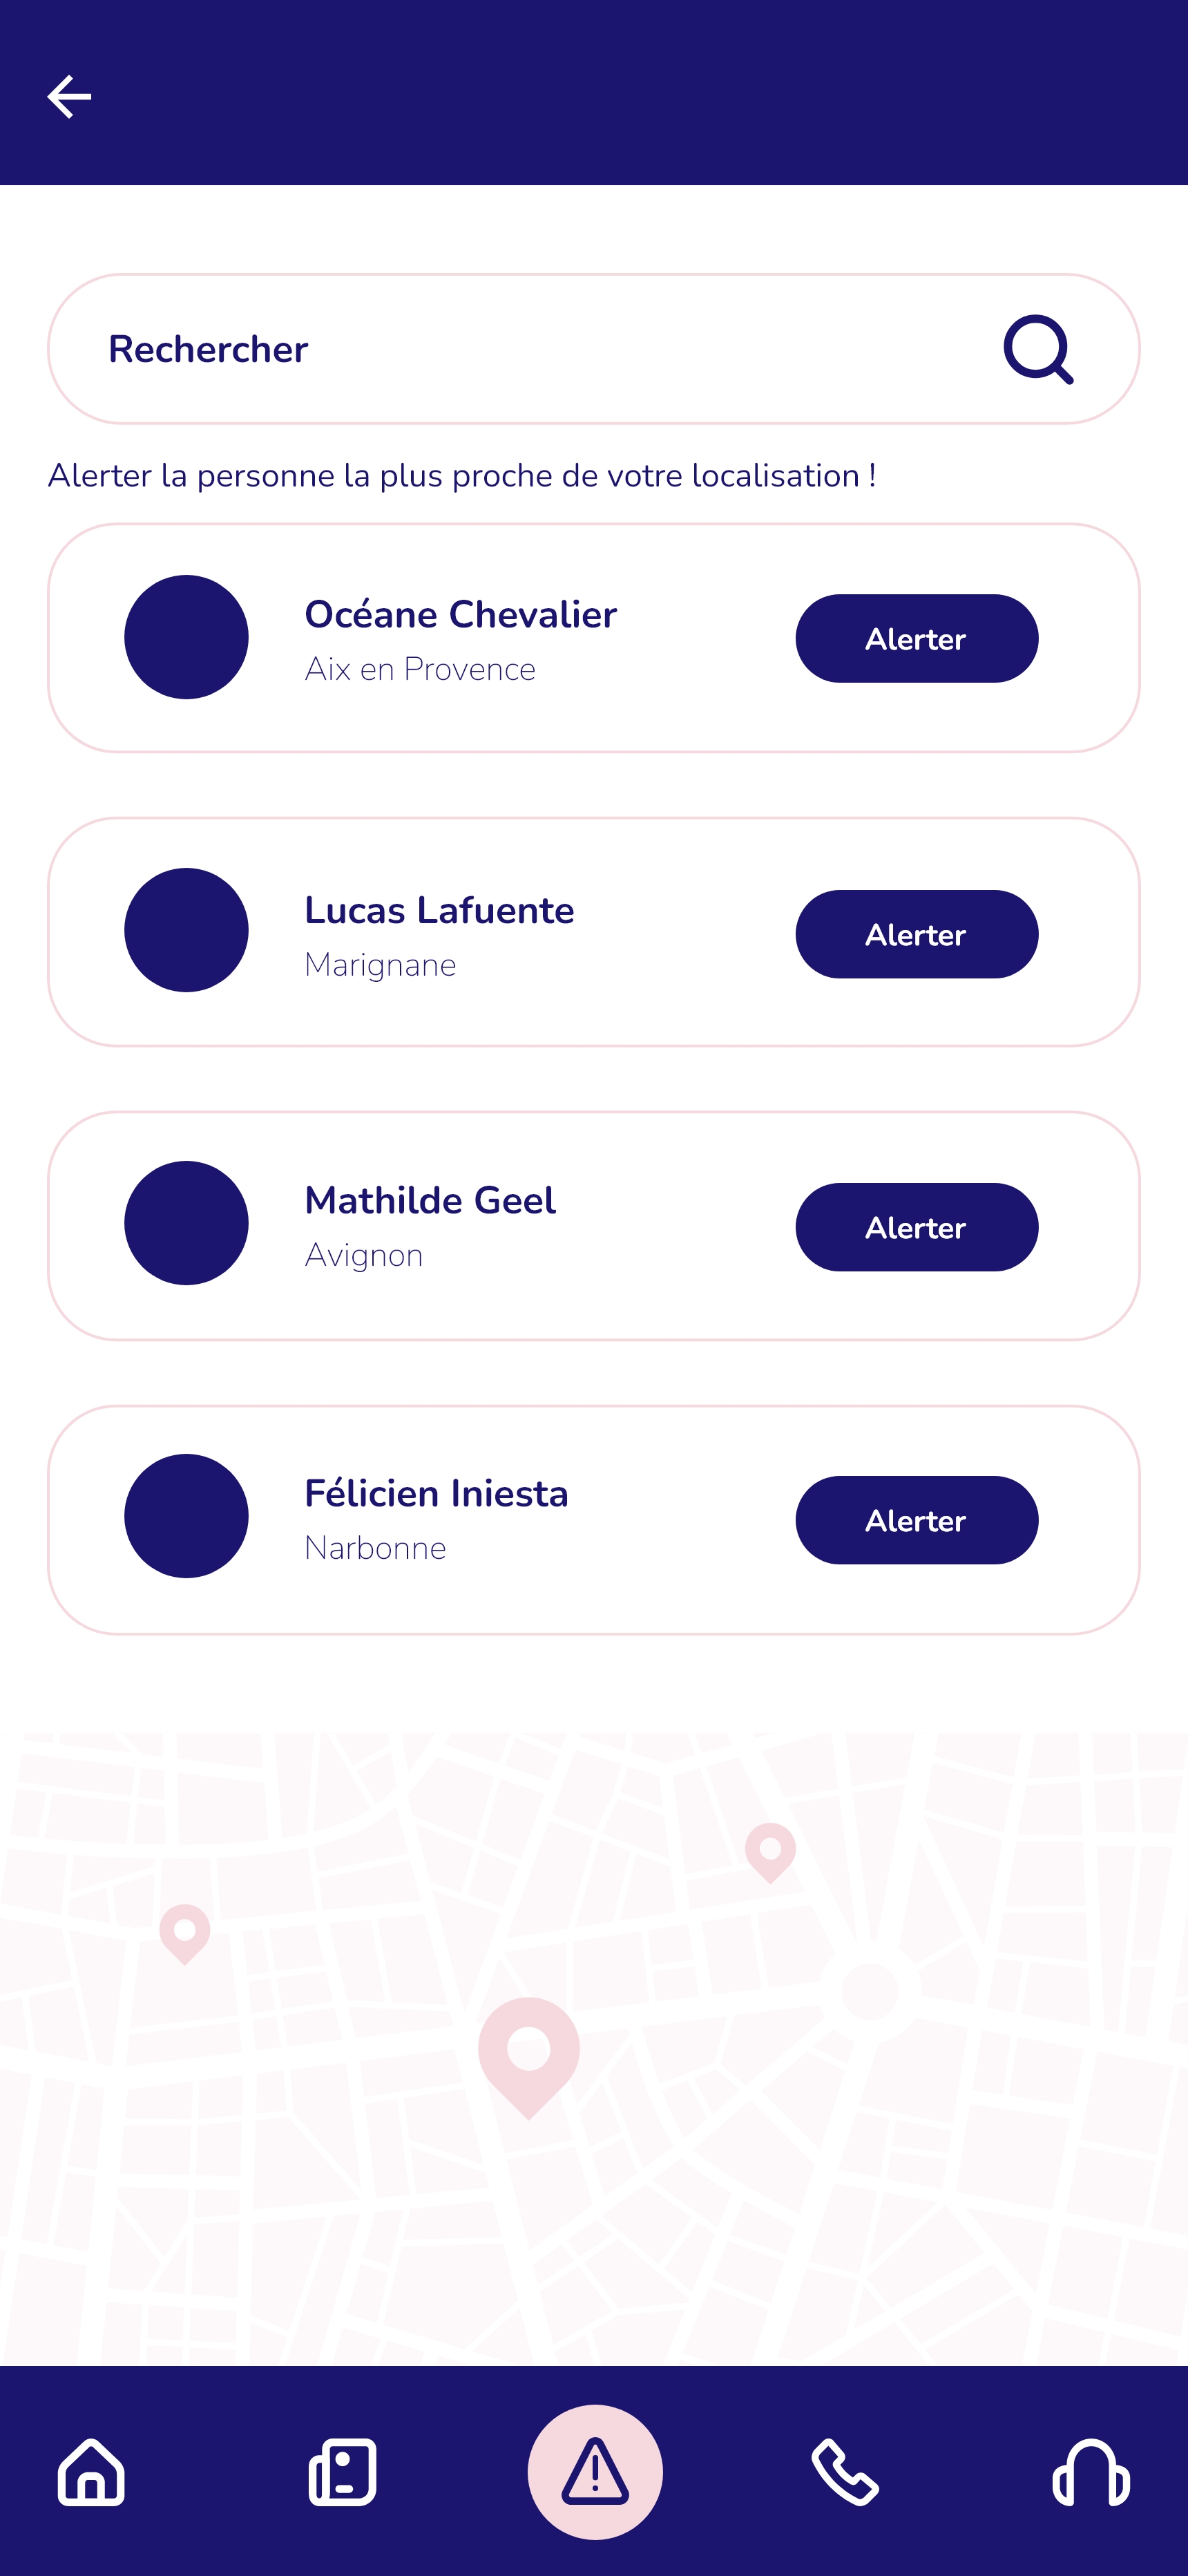 Rechercher
Alerter la personne la plus proche de votre localisation !
Océane Chevalier
Aix en Provence
Alerter
Lucas Lafuente
Marignane
Alerter
Mathilde Geel
Avignon
Alerter
Félicien Iniesta
Narbonne
Alerter